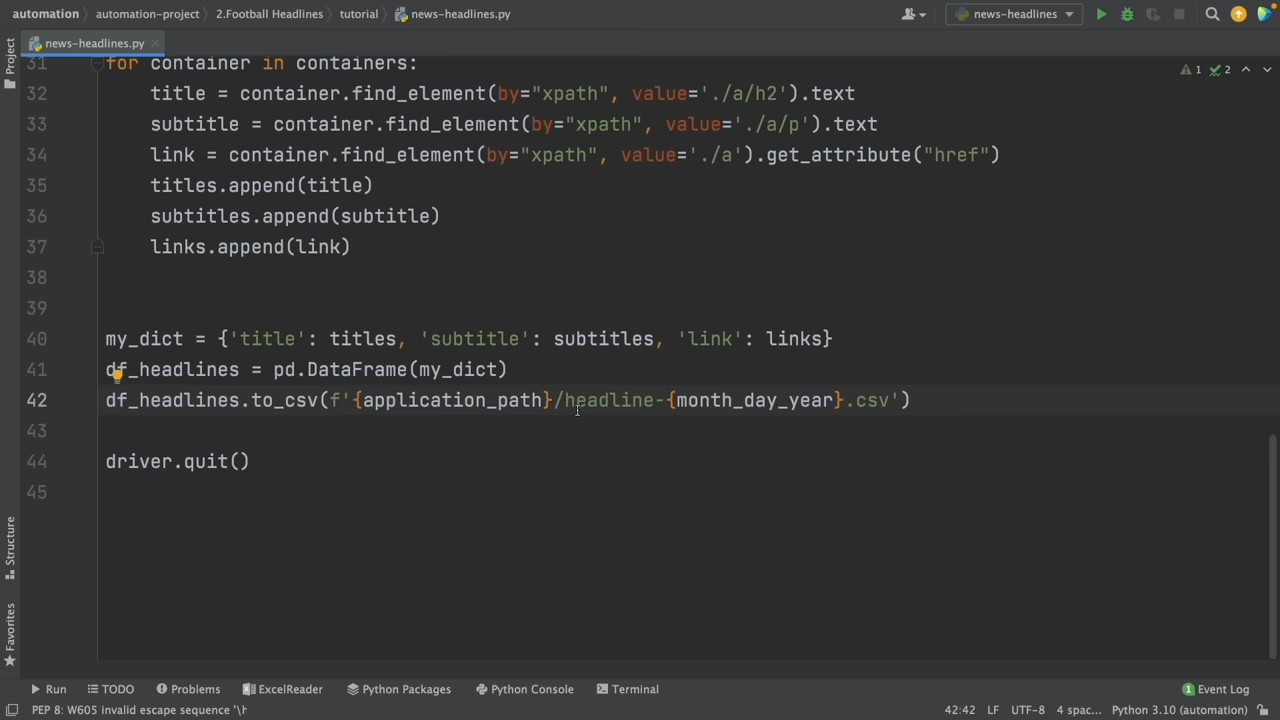 automation automation-project 2.Football Headlines tutorial news-headlines.py news-headlines
news-headlines.py
Project
1 2
31 for container in containers:
32 title = container.find_element(by="xpath", value='./a/h2').text
33 subtitle = container.find_element(by="xpath", value='./a/p').text
34 link = container.find_element(by="xpath", value='./a').get_attribute("href")
35 titles.append(title)
36 subtitles.append(subtitle)
37 links.append(link)
38
39
40 my_dict = {'title': titles, 'subtitle': subtitles, 'link': links}
41 df_headlines = pd.DataFrame(my_dict)
42 df_headlines.to_csv(f'{application_path}/headline-{month_day_year}.csv')
43
44 driver.quit()
45
Structure
Favorites
Run TODO Problems ExcelReader Python Packages Python Console Terminal 1 Event Log
PEP 8: W605 invalid escape sequence '\h 42:42 LF UTF-8 4 spac... Python 3.10 (automation)